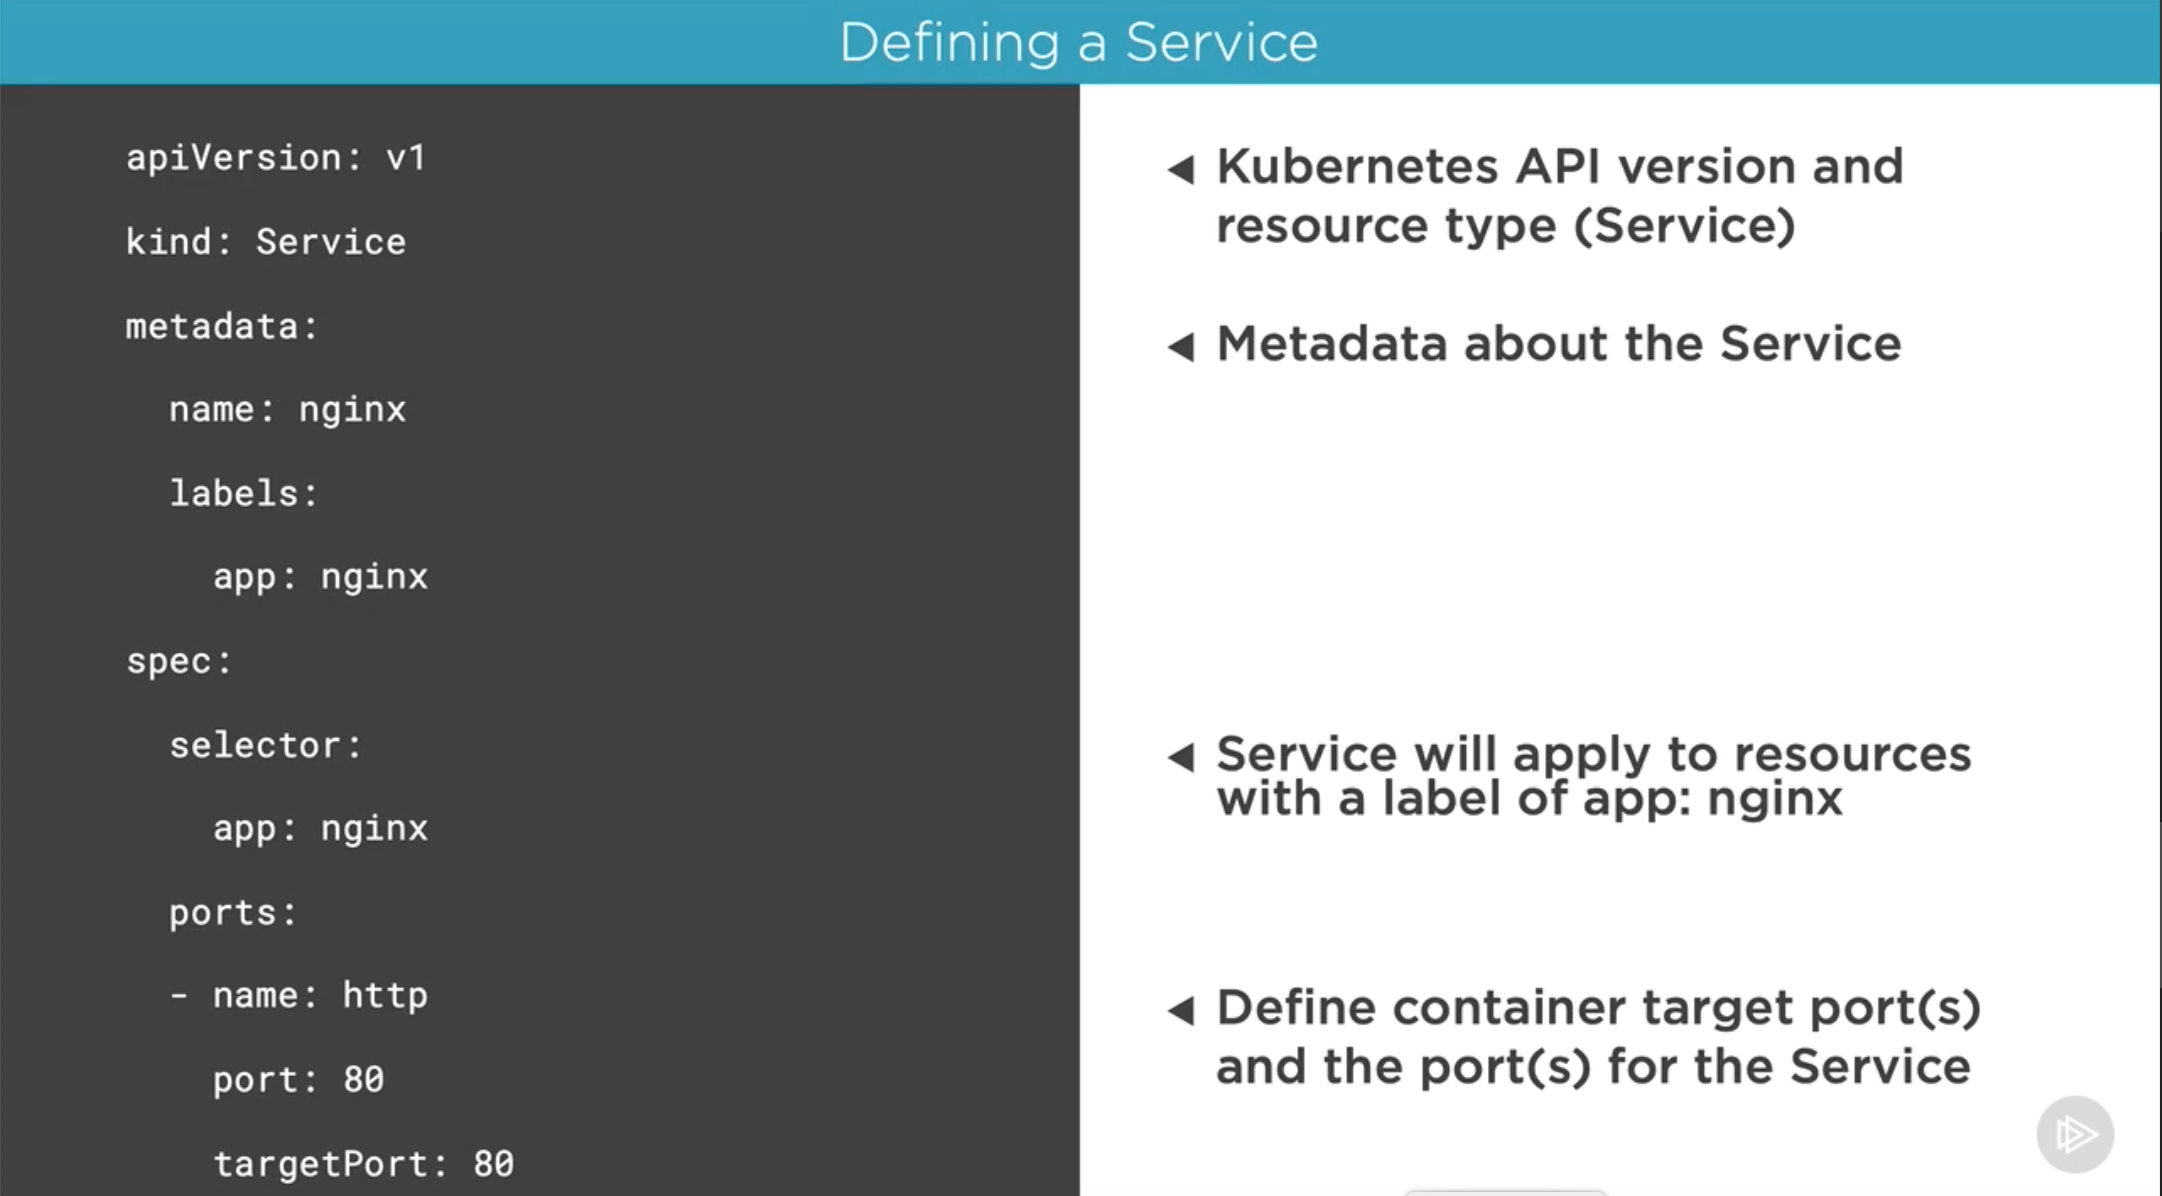 Defining a Service
apiVersion: v1
kind: Service
metadata:
  name: nginx
  labels:
    app: nginx
spec:
  selector:
    app: nginx
  ports:
  - name: http
    port: 80
    targetPort: 80
Kubernetes API version and
resource type (Service)
Metadata about the Service
Service will apply to resources
with a label of app: nginx
Define container target port(s)
and the port(s) for the Service